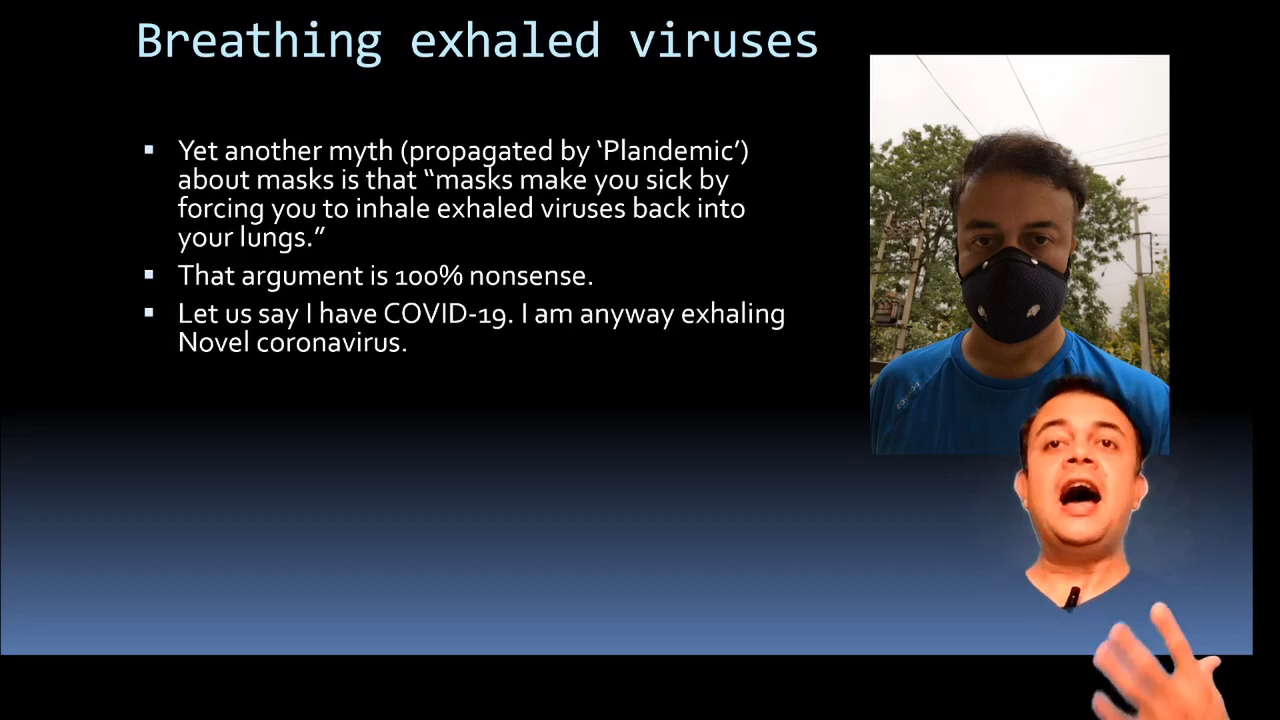 Breathing exhaled viruses
▪ Yet another myth (propagated by ‘Plandemic’)
about masks is that “masks make you sick by
forcing you to inhale exhaled viruses back into
your lungs.”
▪ That argument is 100% nonsense.
▪ Let us say I have COVID-19. I am anyway exhaling
Novel coronavirus.